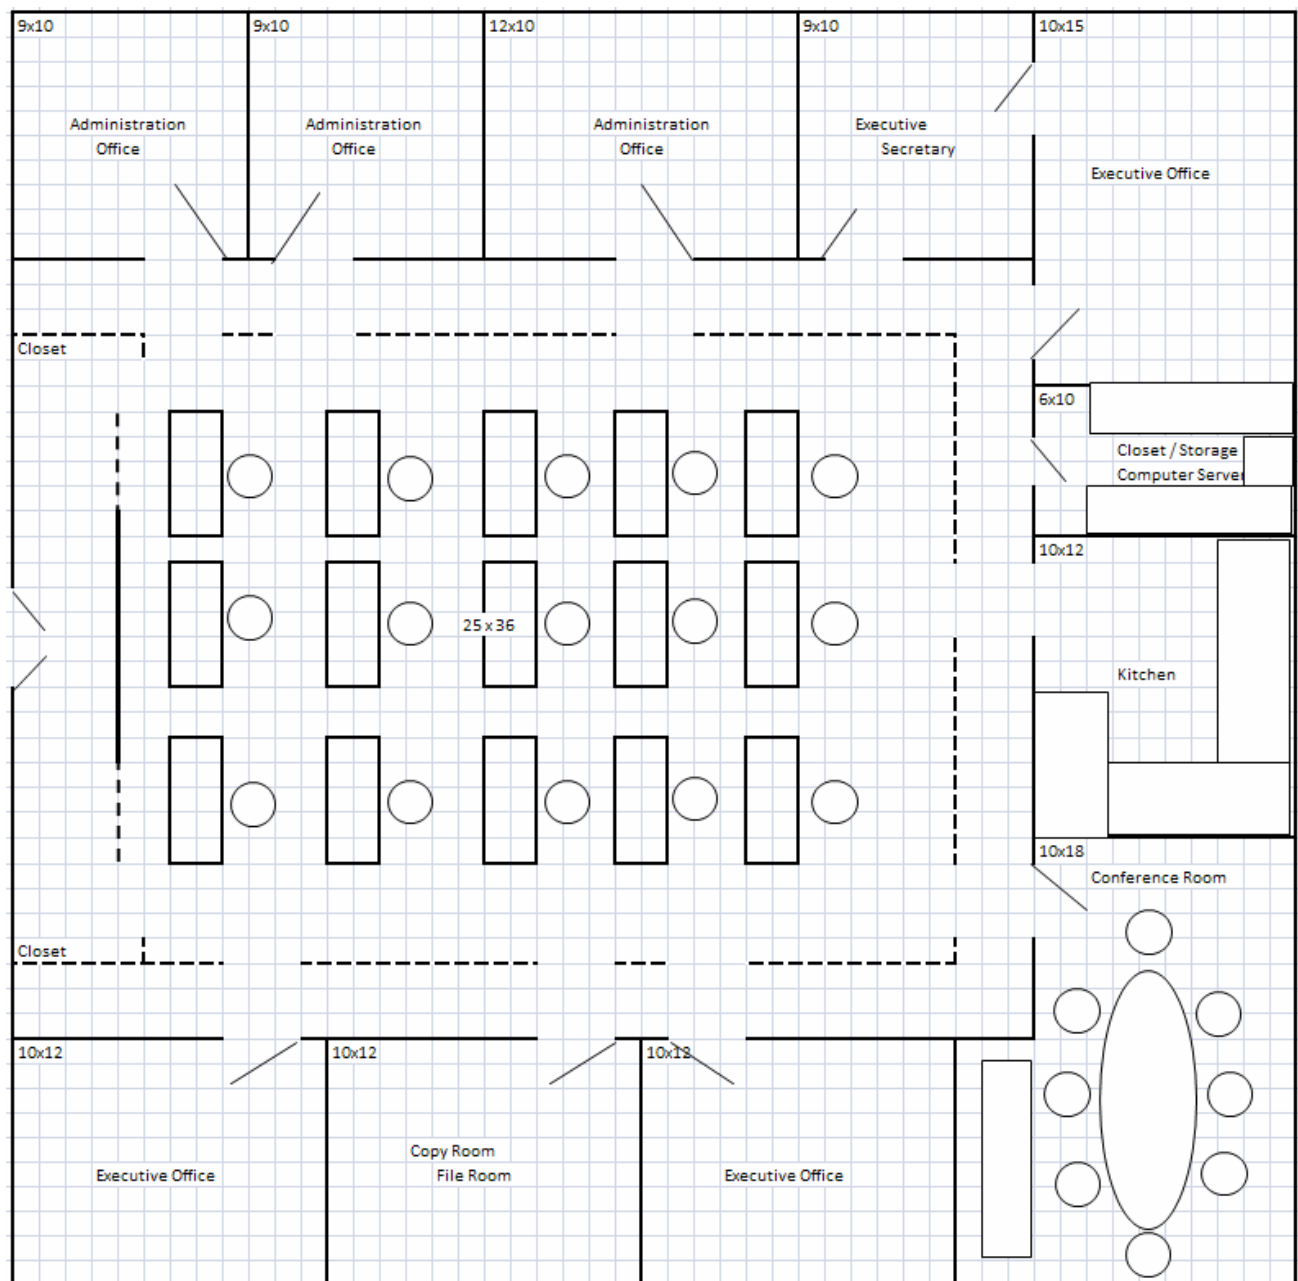 9x10
9x10
12x10
9x10
10x15
Administration
Office
Administration
Office
Administration
Office
Executive
Secretary
Executive Office
Closet
6x10
Closet / Storage
Computer Server
10x12
25 x 36
Kitchen
10x18
Conference Room
Closet
10x12
10x12
10x12
Executive Office
Copy Room
File Room
Executive Office